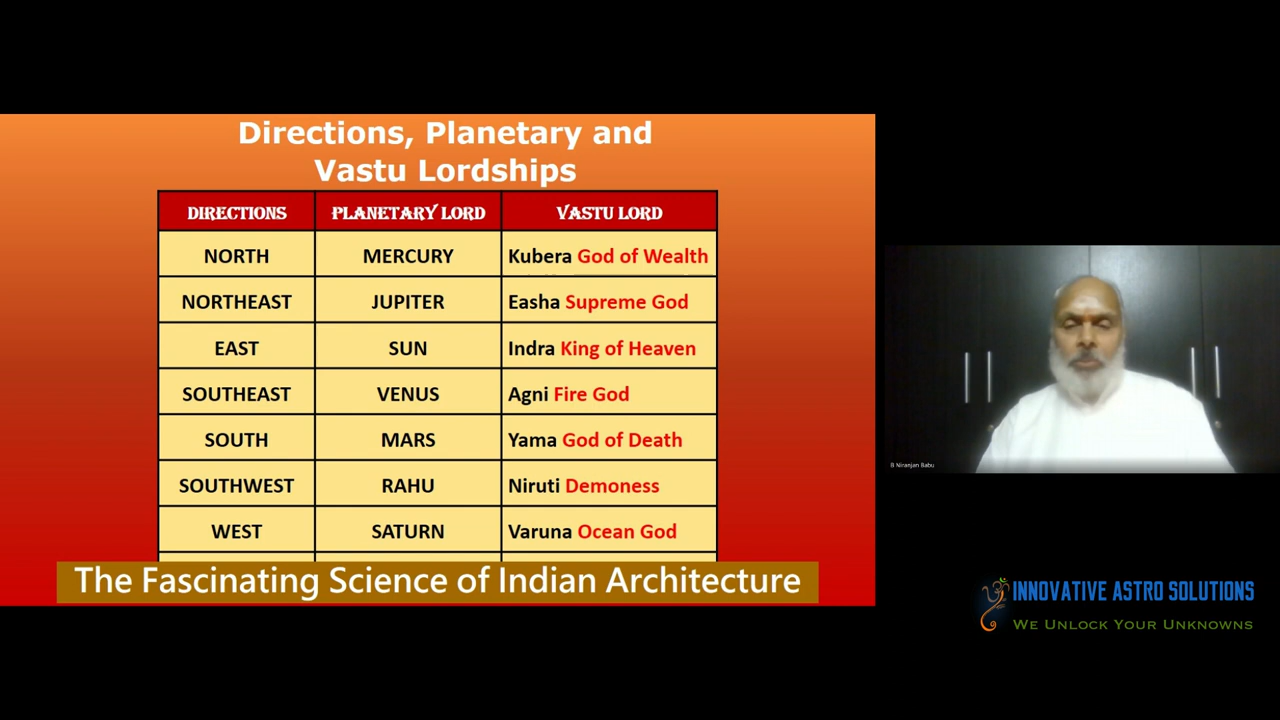 Directions, Planetary and
Vastu Lordships
DIRECTIONS PLANETARY LORD VASTU LORD
NORTH MERCURY Kubera God of Wealth
NORTHEAST JUPITER Easha Supreme God
EAST SUN Indra King of Heaven
SOUTHEAST VENUS Agni Fire God
SOUTH MARS Yama God of Death
SOUTHWEST RAHU Niruti Demoness
WEST SATURN Varuna Ocean God
The Fascinating Science of Indian Architecture
B Niranjan Babu
INNOVATIVE ASTRO SOLUTIONS
WE UNLOCK YOUR UNKNOWNS